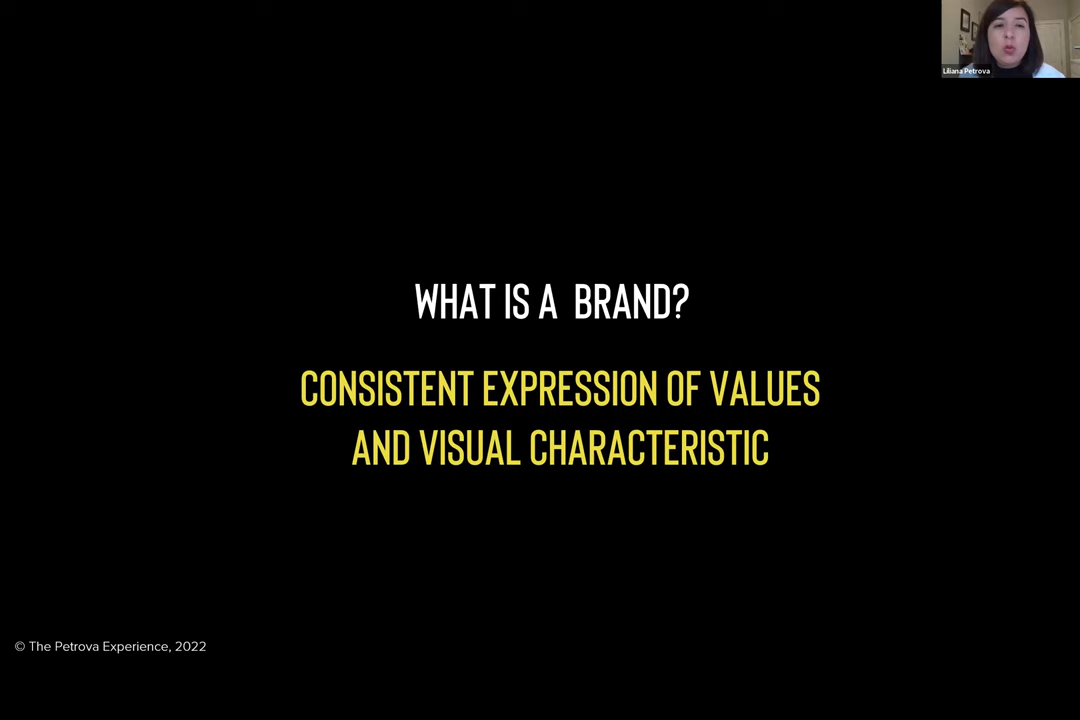 Liliana Petrova
WHAT IS A BRAND?
CONSISTENT EXPRESSION OF VALUES
AND VISUAL CHARACTERISTIC
© The Petrova Experience, 2022